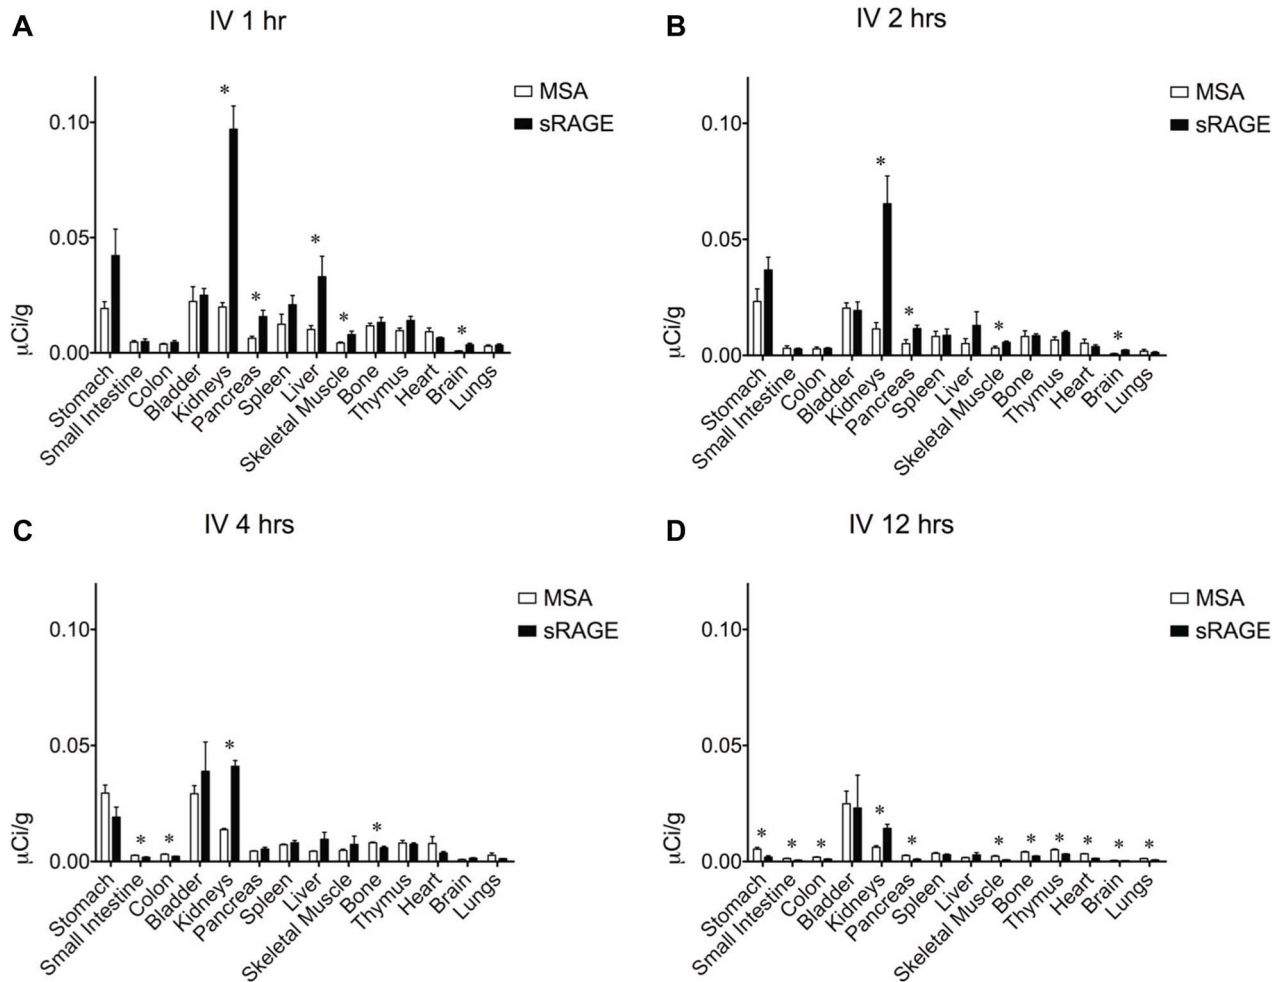 A
IV 1 hr
*
MSA
sRAGE
0.10
0.05
0.00
μCi/g
*
*
*
*
Stomach
Small Intestine
Colon
Bladder
Kidneys
Pancreas
Spleen
Liver
Skeletal Muscle
Bone
Thymus
Heart
Brain
Lungs
B
IV 2 hrs
MSA
sRAGE
0.10
0.05
0.00
μCi/g
*
*
*
*
Stomach
Small Intestine
Colon
Bladder
Kidneys
Pancreas
Spleen
Liver
Skeletal Muscle
Bone
Thymus
Heart
Brain
Lungs
C
IV 4 hrs
MSA
sRAGE
0.10
0.05
0.00
μCi/g
*
*
*
*
Stomach
Small Intestine
Colon
Bladder
Kidneys
Pancreas
Spleen
Liver
Skeletal Muscle
Bone
Thymus
Heart
Brain
Lungs
D
IV 12 hrs
MSA
sRAGE
0.10
0.05
0.00
μCi/g
*
*
*
*
*
*
*
*
*
*
*
Stomach
Small Intestine
Colon
Bladder
Kidneys
Pancreas
Spleen
Liver
Skeletal Muscle
Bone
Thymus
Heart
Brain
Lungs